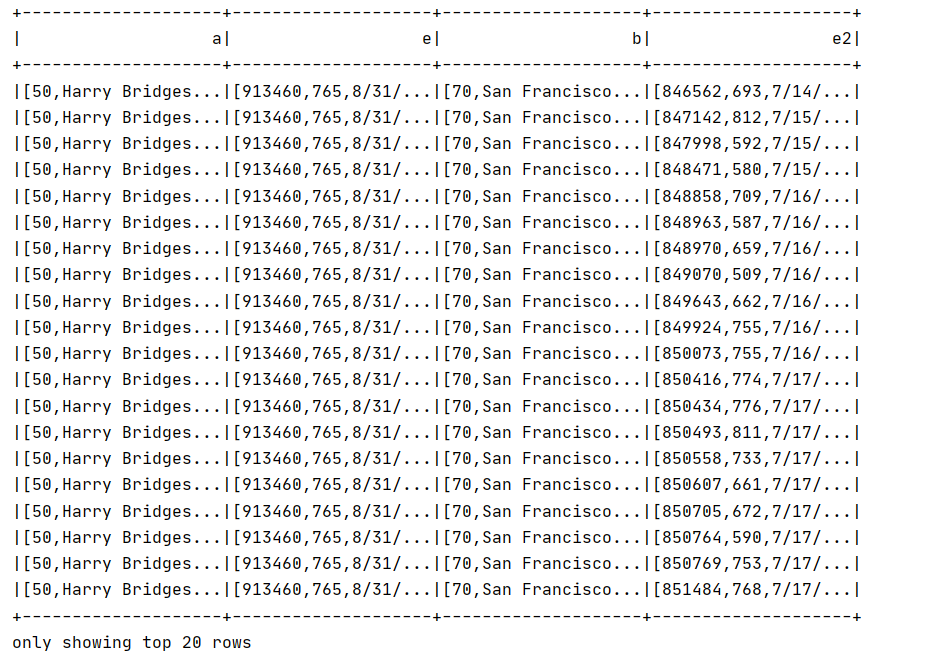 +--------------------+--------------------+--------------------+--------------------+
|                   a|                   e|                   b|                  e2|
+--------------------+--------------------+--------------------+--------------------+
|[50,Harry Bridges...|[913460,765,8/31/...|[70,San Francisco...|[846562,693,7/14/...|
|[50,Harry Bridges...|[913460,765,8/31/...|[70,San Francisco...|[847142,812,7/15/...|
|[50,Harry Bridges...|[913460,765,8/31/...|[70,San Francisco...|[847998,592,7/15/...|
|[50,Harry Bridges...|[913460,765,8/31/...|[70,San Francisco...|[848471,580,7/15/...|
|[50,Harry Bridges...|[913460,765,8/31/...|[70,San Francisco...|[848858,709,7/16/...|
|[50,Harry Bridges...|[913460,765,8/31/...|[70,San Francisco...|[848963,587,7/16/...|
|[50,Harry Bridges...|[913460,765,8/31/...|[70,San Francisco...|[848970,659,7/16/...|
|[50,Harry Bridges...|[913460,765,8/31/...|[70,San Francisco...|[849070,509,7/16/...|
|[50,Harry Bridges...|[913460,765,8/31/...|[70,San Francisco...|[849643,662,7/16/...|
|[50,Harry Bridges...|[913460,765,8/31/...|[70,San Francisco...|[849924,755,7/16/...|
|[50,Harry Bridges...|[913460,765,8/31/...|[70,San Francisco...|[850073,755,7/16/...|
|[50,Harry Bridges...|[913460,765,8/31/...|[70,San Francisco...|[850416,774,7/17/...|
|[50,Harry Bridges...|[913460,765,8/31/...|[70,San Francisco...|[850434,776,7/17/...|
|[50,Harry Bridges...|[913460,765,8/31/...|[70,San Francisco...|[850493,811,7/17/...|
|[50,Harry Bridges...|[913460,765,8/31/...|[70,San Francisco...|[850558,733,7/17/...|
|[50,Harry Bridges...|[913460,765,8/31/...|[70,San Francisco...|[850607,661,7/17/...|
|[50,Harry Bridges...|[913460,765,8/31/...|[70,San Francisco...|[850705,672,7/17/...|
|[50,Harry Bridges...|[913460,765,8/31/...|[70,San Francisco...|[850764,590,7/17/...|
|[50,Harry Bridges...|[913460,765,8/31/...|[70,San Francisco...|[850769,753,7/17/...|
|[50,Harry Bridges...|[913460,765,8/31/...|[70,San Francisco...|[851484,768,7/17/...|
+--------------------+--------------------+--------------------+--------------------+
only showing top 20 rows